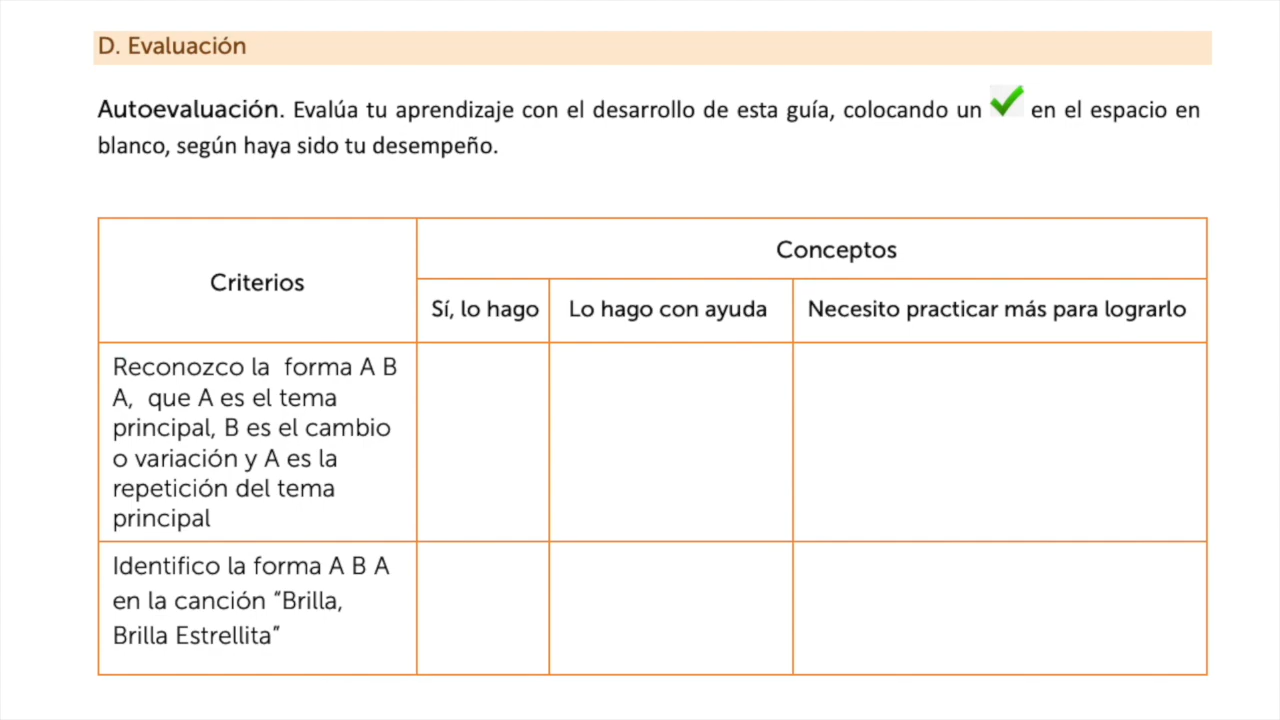 D. Evaluación
Autoevaluación. Evalúa tu aprendizaje con el desarrollo de esta guía, colocando un en el espacio en
blanco, según haya sido tu desempeño.
Criterios
Conceptos
Sí, lo hago
Lo hago con ayuda
Necesito practicar más para lograrlo
Reconozco la forma A B
A, que A es el tema
principal, B es el cambio
o variación y A es la
repetición del tema
principal
Identifico la forma A B A
en la canción “Brilla,
Brilla Estrellita”